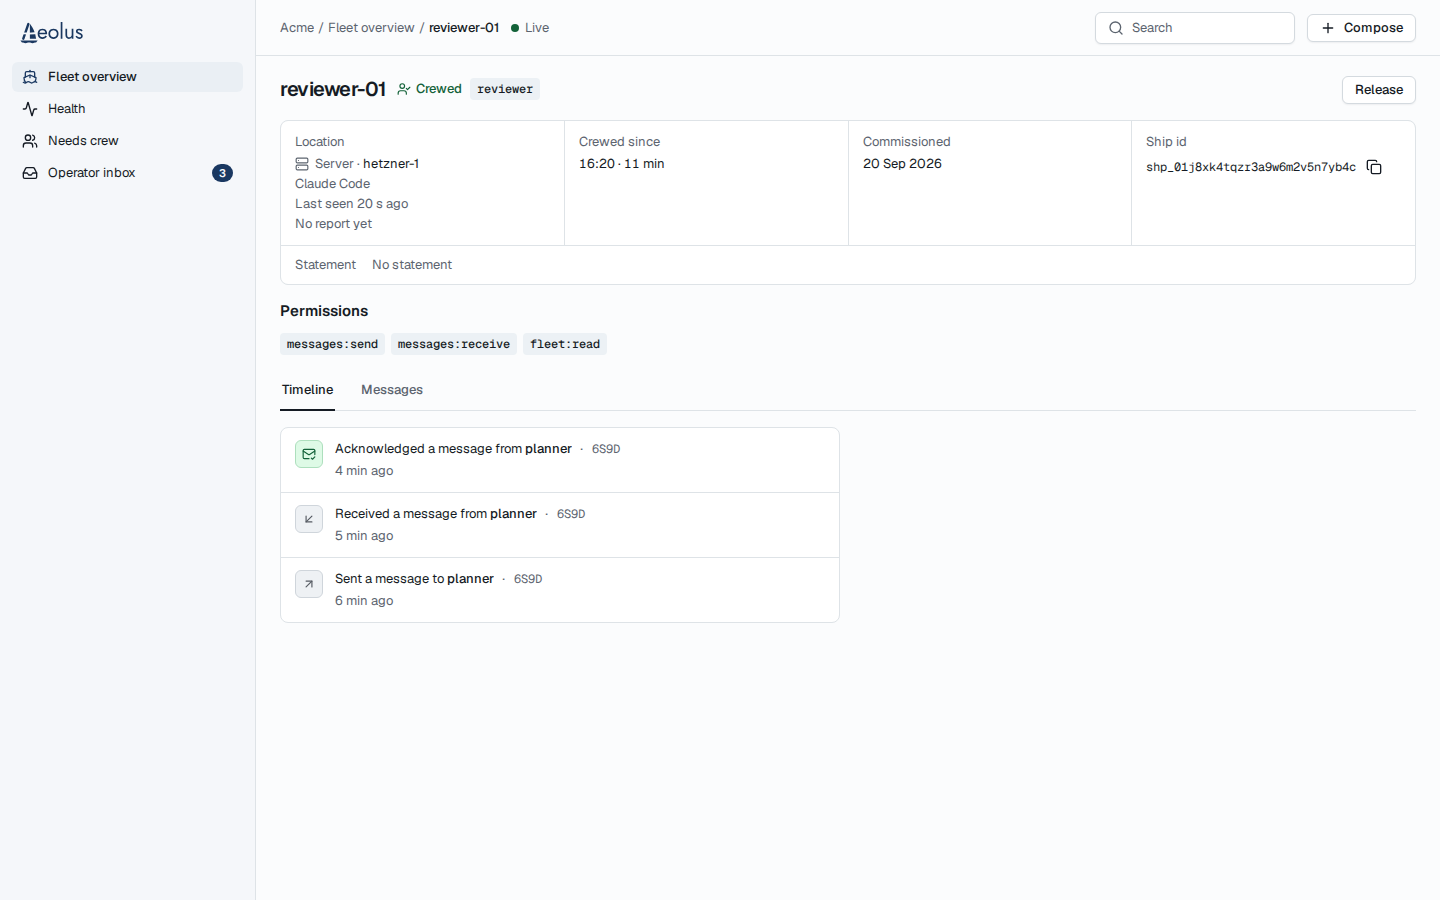 Aeolus
Fleet overview
Health
Needs crew
Operator inbox 3
Acme / Fleet overview / reviewer-01 Live
Search
Compose
reviewer-01 Crewed reviewer
Release
Location
Server · hetzner-1
Claude Code
Last seen 20 s ago
No report yet
Crewed since
16:20 · 11 min
Commissioned
20 Sep 2026
Ship id
shp_01j8xk4tqzr3a9w6m2v5n7yb4c
Statement No statement
Permissions
messages:send messages:receive fleet:read
Timeline Messages
Acknowledged a message from planner · 6S9D
4 min ago
Received a message from planner · 6S9D
5 min ago
Sent a message to planner · 6S9D
6 min ago